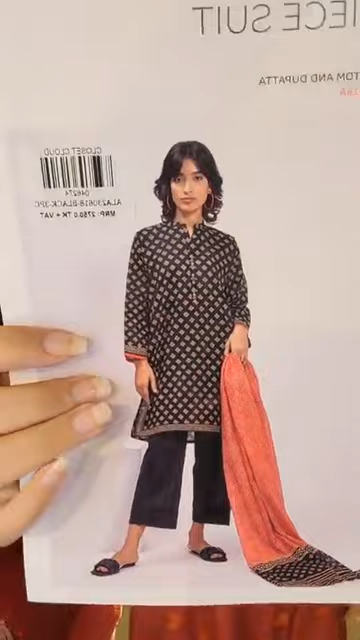 IECE SUIT
TOM AND DUPATTA
CLOSET CLOUD
046274
ALA230618-BLACK-3PC
MRP: 2750.0 TK + VAT